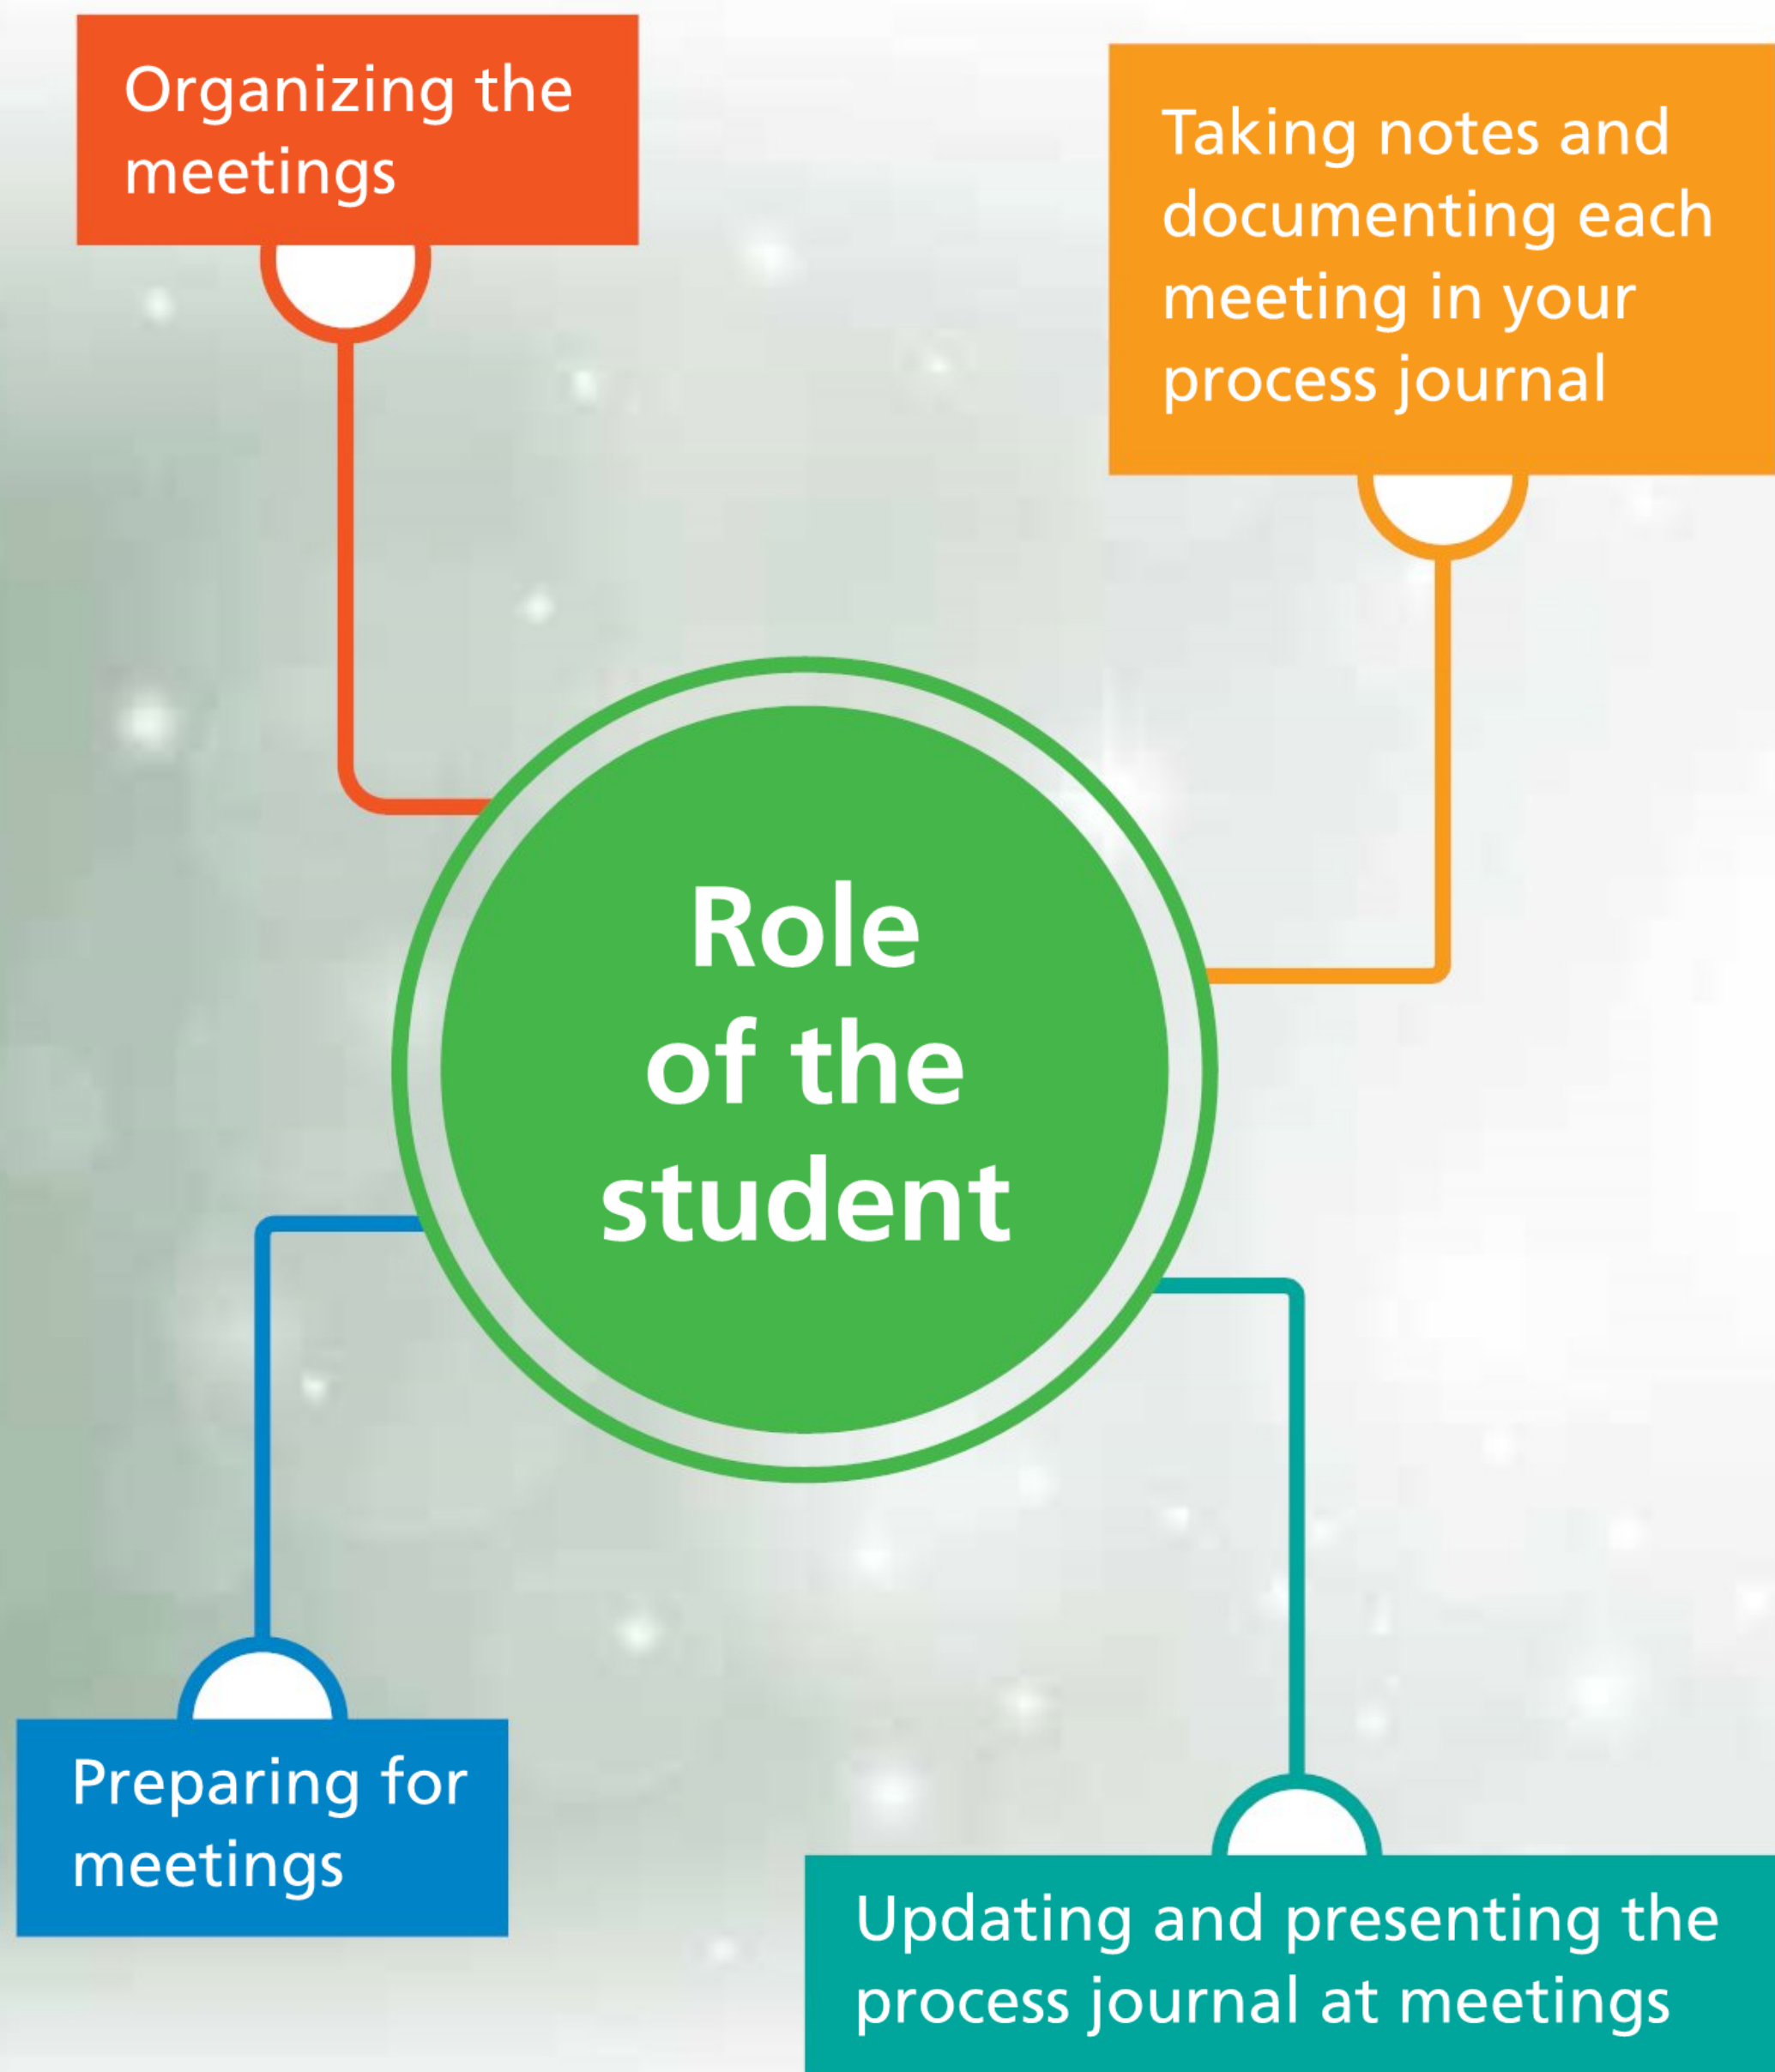 Organizing the
meetings
Taking notes and
documenting each
meeting in your
process journal
Role
of the
student
Preparing for
meetings
Updating and presenting the
process journal at meetings